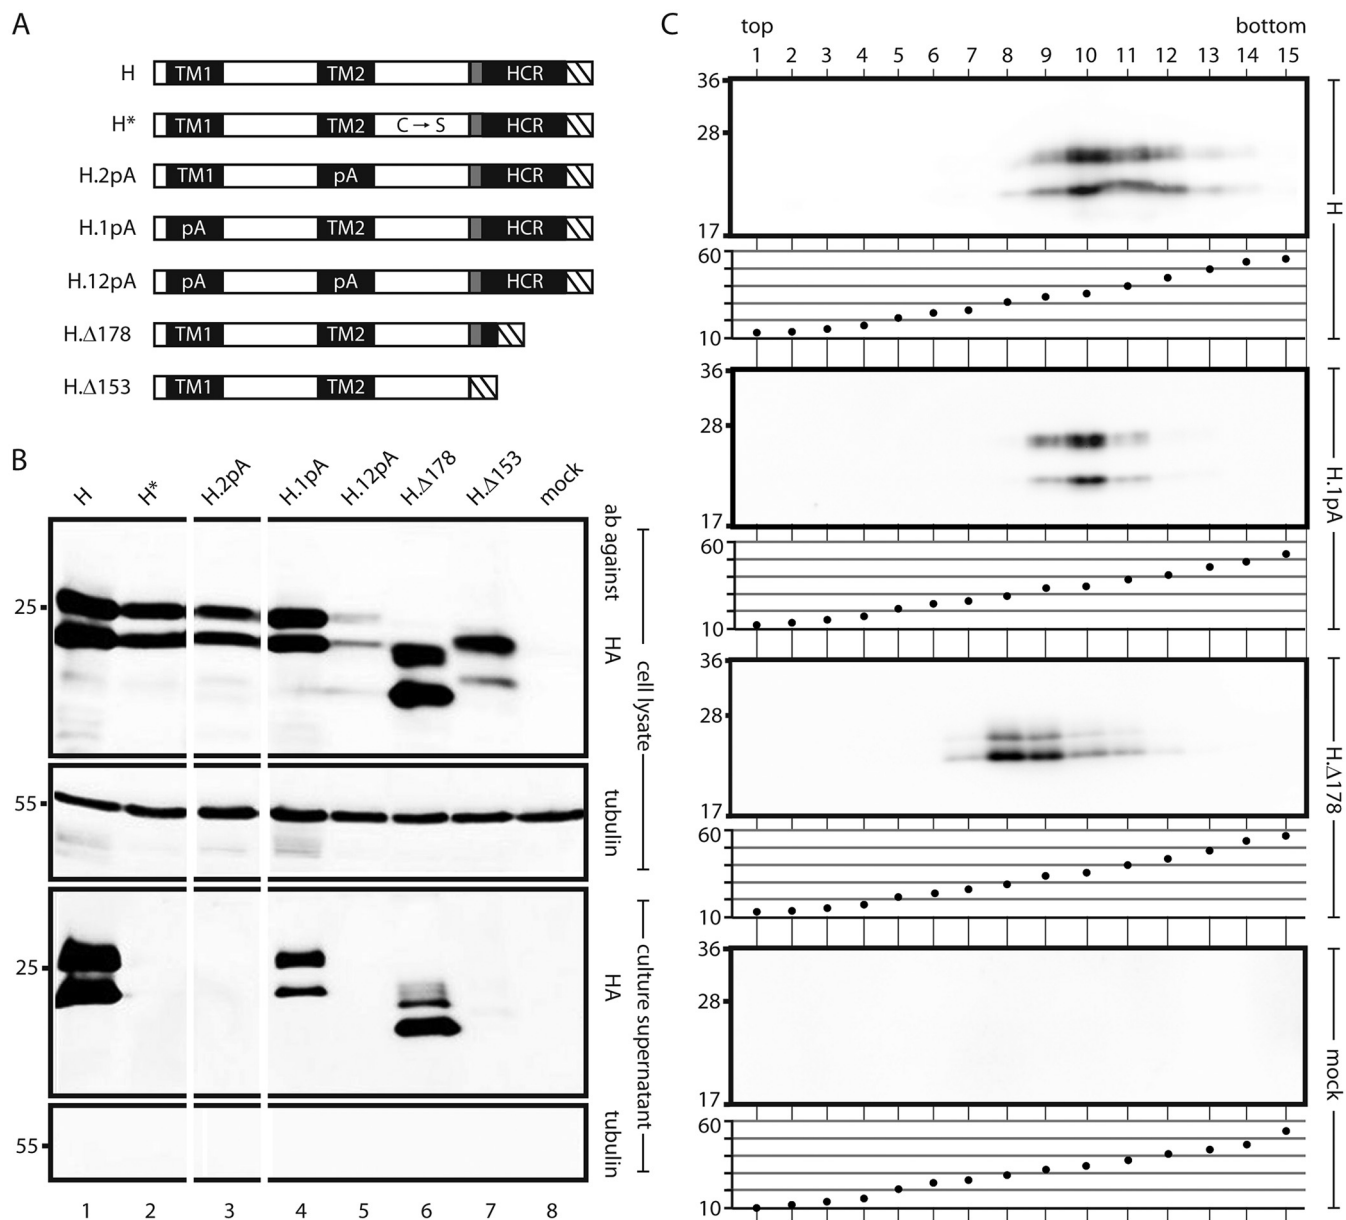 A
H TM1 TM2 HCR
H* TM1 TM2 C → S HCR
H.2pA TM1 pA HCR
H.1pA pA TM2 HCR
H.12pA pA pA HCR
H.Δ178 TM1 TM2
H.Δ153 TM1 TM2
B
H H* H.2pA H.1pA H.12pA H.Δ178 H.Δ153 mock
ab against
25
HA
cell lysate
55
tubulin
25
HA
culture supernatant
55
tubulin
1 2 3 4 5 6 7 8
C
top bottom
1 2 3 4 5 6 7 8 9 10 11 12 13 14 15
36
28
17
H
60
10
36
28
17
H.1pA
60
10
36
28
17
H.Δ178
60
10
36
28
17
mock
60
10